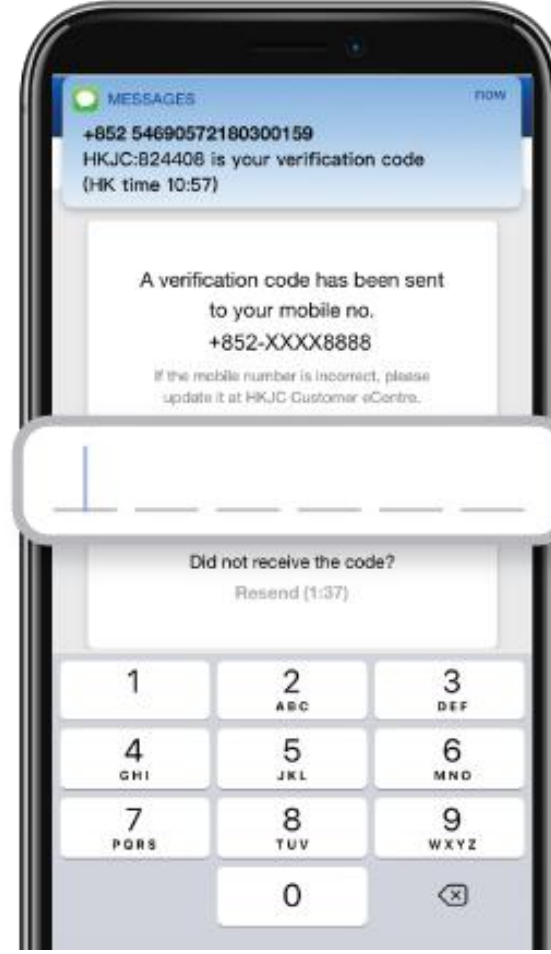 MESSAGES now
+852 54690572180300159
HKJC:824408 is your verification code
(HK time 10:57)
A verification code has been sent
to your mobile no.
+852-XXXX8888
If the mobile number is incorrect, please
update it at HKJC Customer eCentre.
Did not receive the code?
Resend (1:37)
1 2 3
ABC DEF
4 5 6
GHI JKL MNO
7 8 9
PQRS TUV WXYZ
0